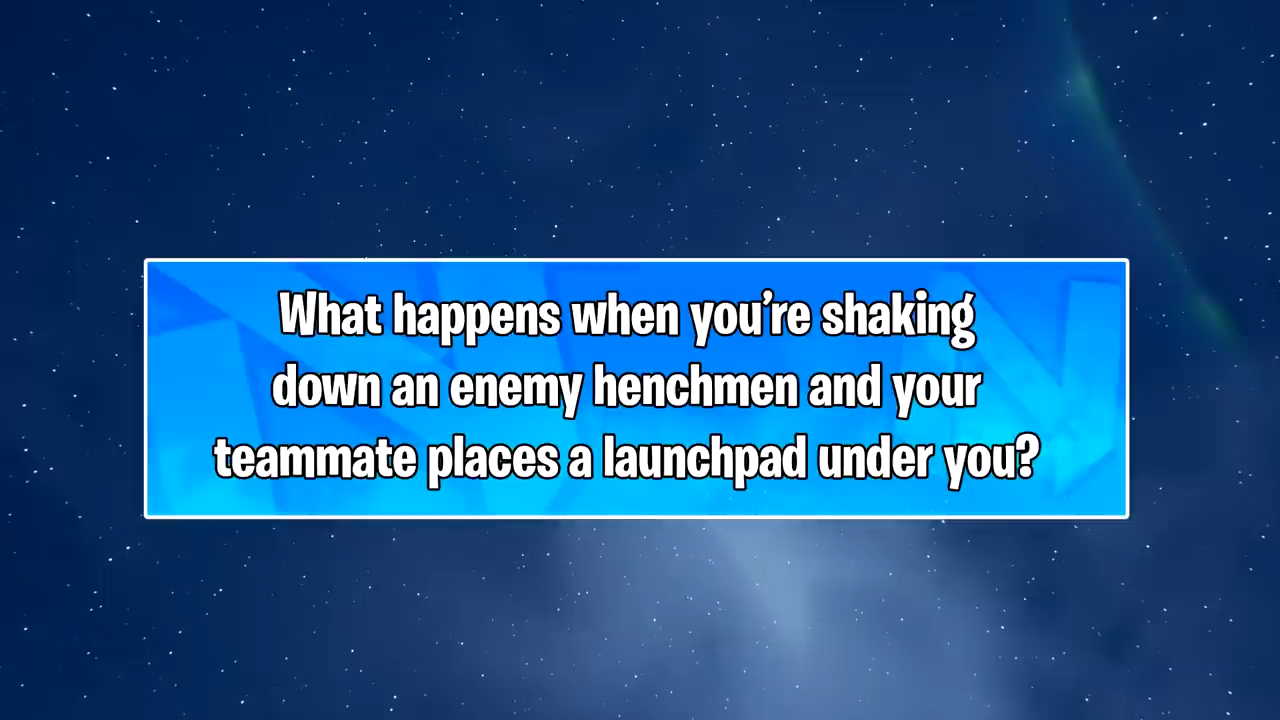 What happens when you’re shaking
down an enemy henchmen and your
teammate places a launchpad under you?